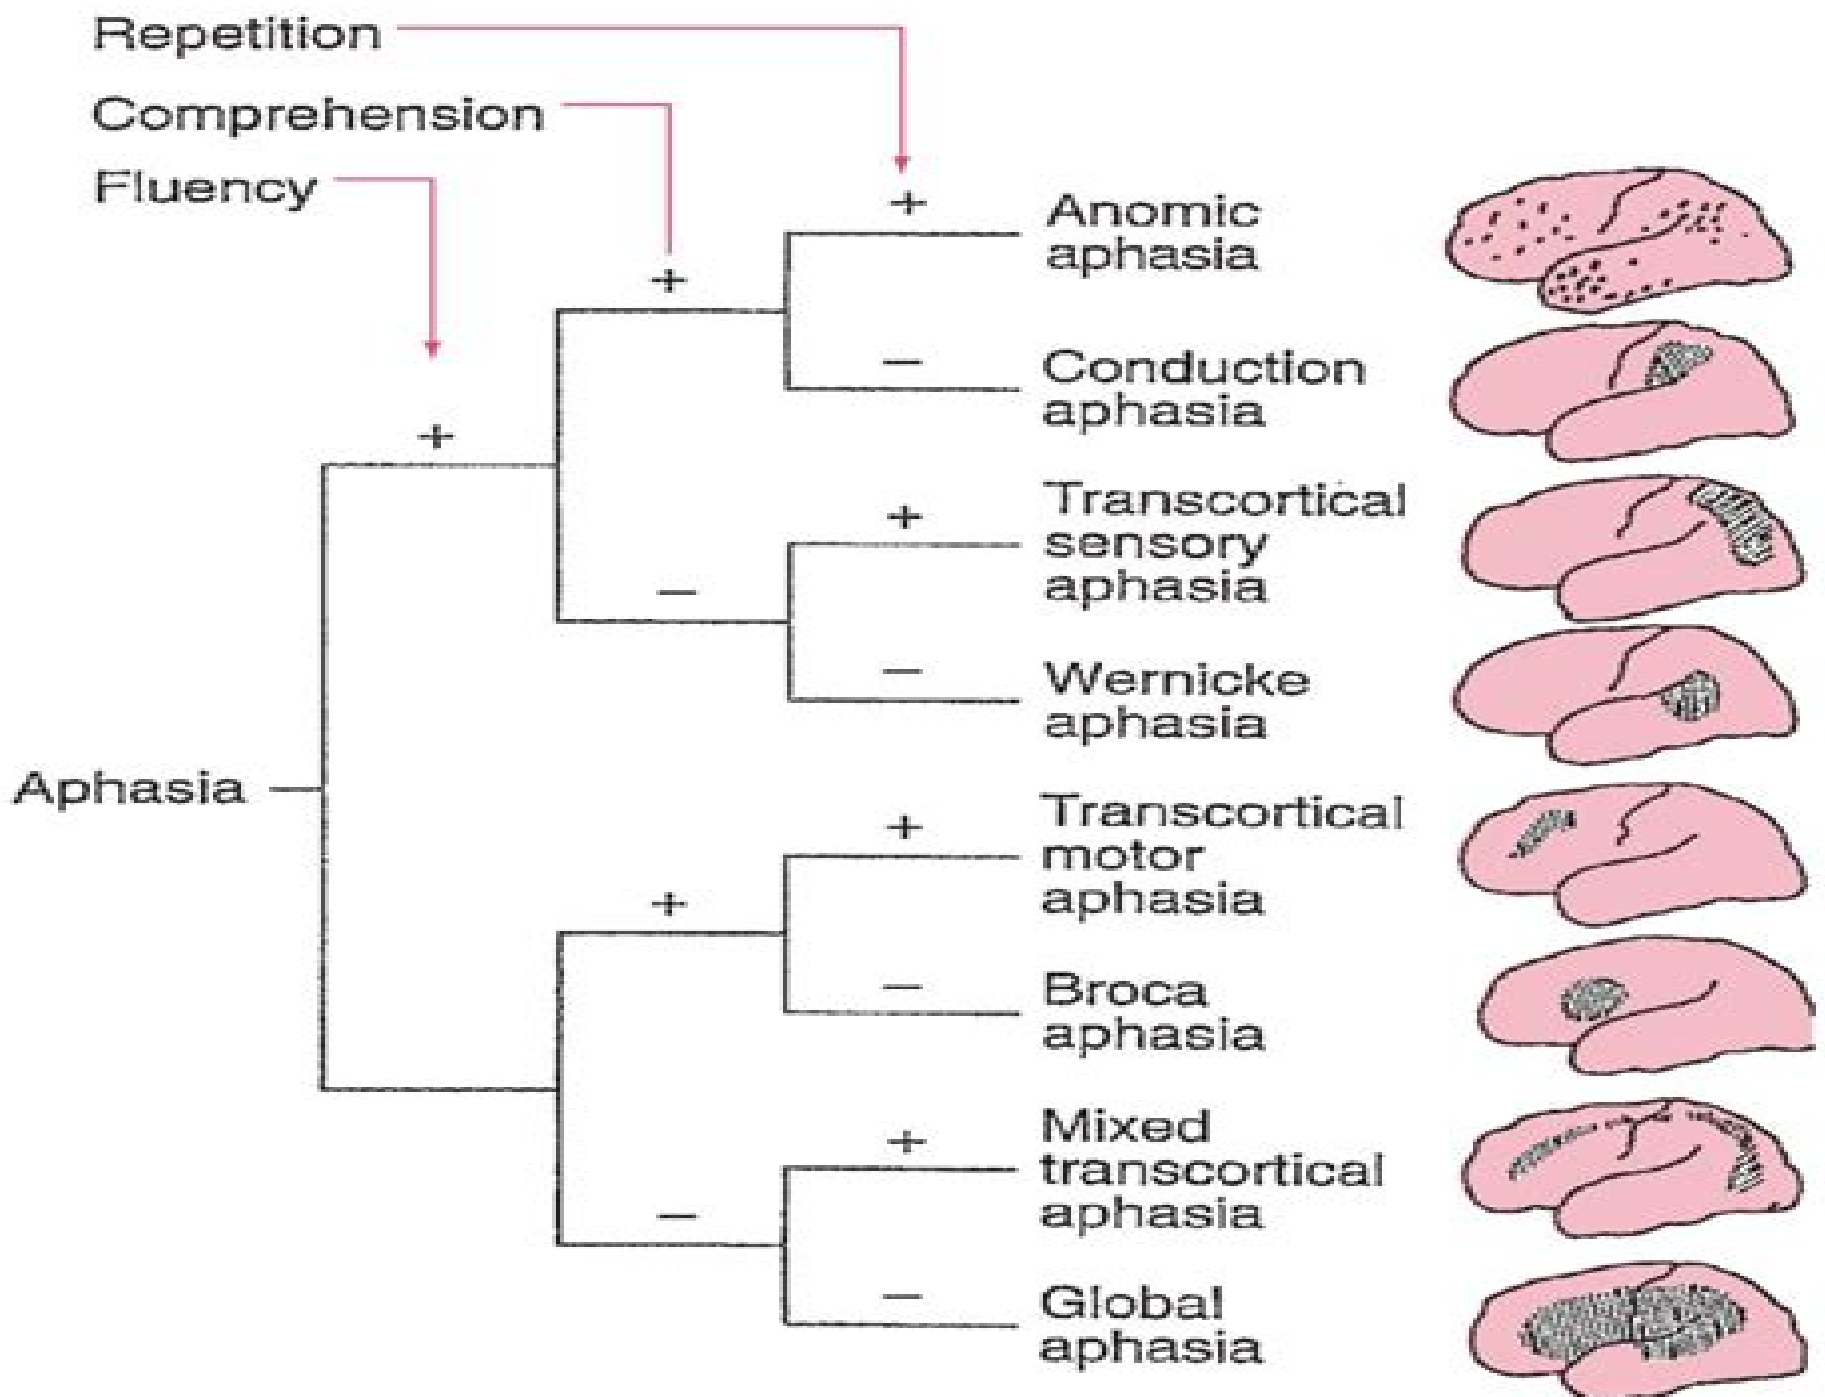 Repetition
Comprehension
Fluency
+
+
+
Anomic
aphasia
—
Conduction
aphasia
—
+
Transcortical
sensory
aphasia
—
Wernicke
aphasia
Aphasia
+
+
Transcortical
motor
aphasia
—
Broca
aphasia
—
+
Mixed
transcortical
aphasia
—
Global
aphasia